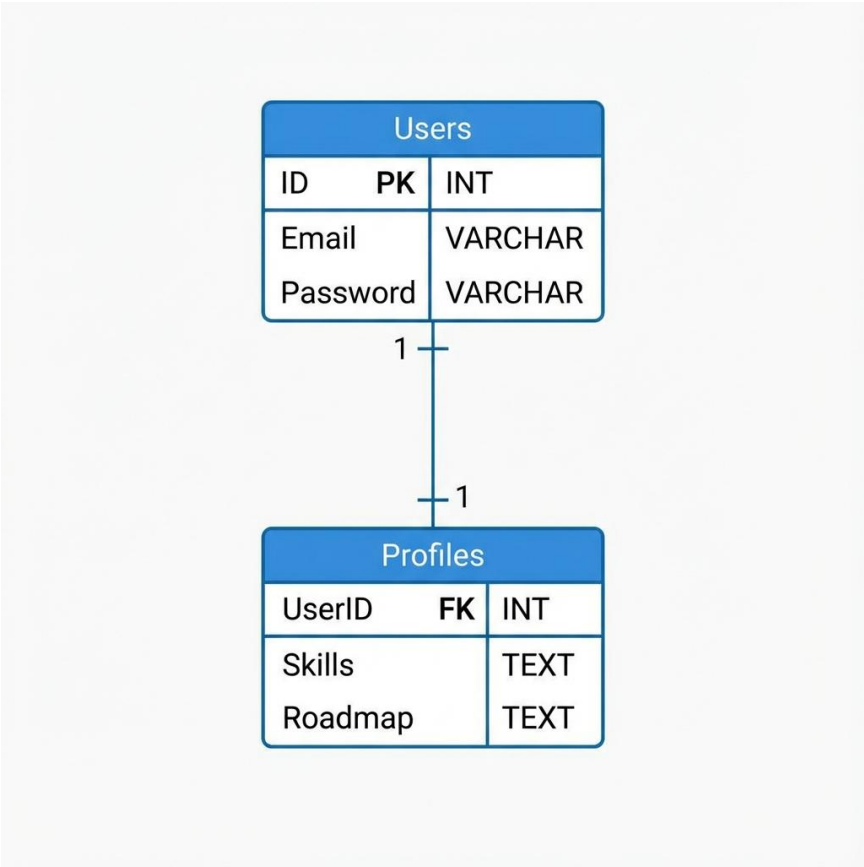 Users
ID PK INT
Email VARCHAR
Password VARCHAR
1
1
Profiles
UserID FK INT
Skills TEXT
Roadmap TEXT